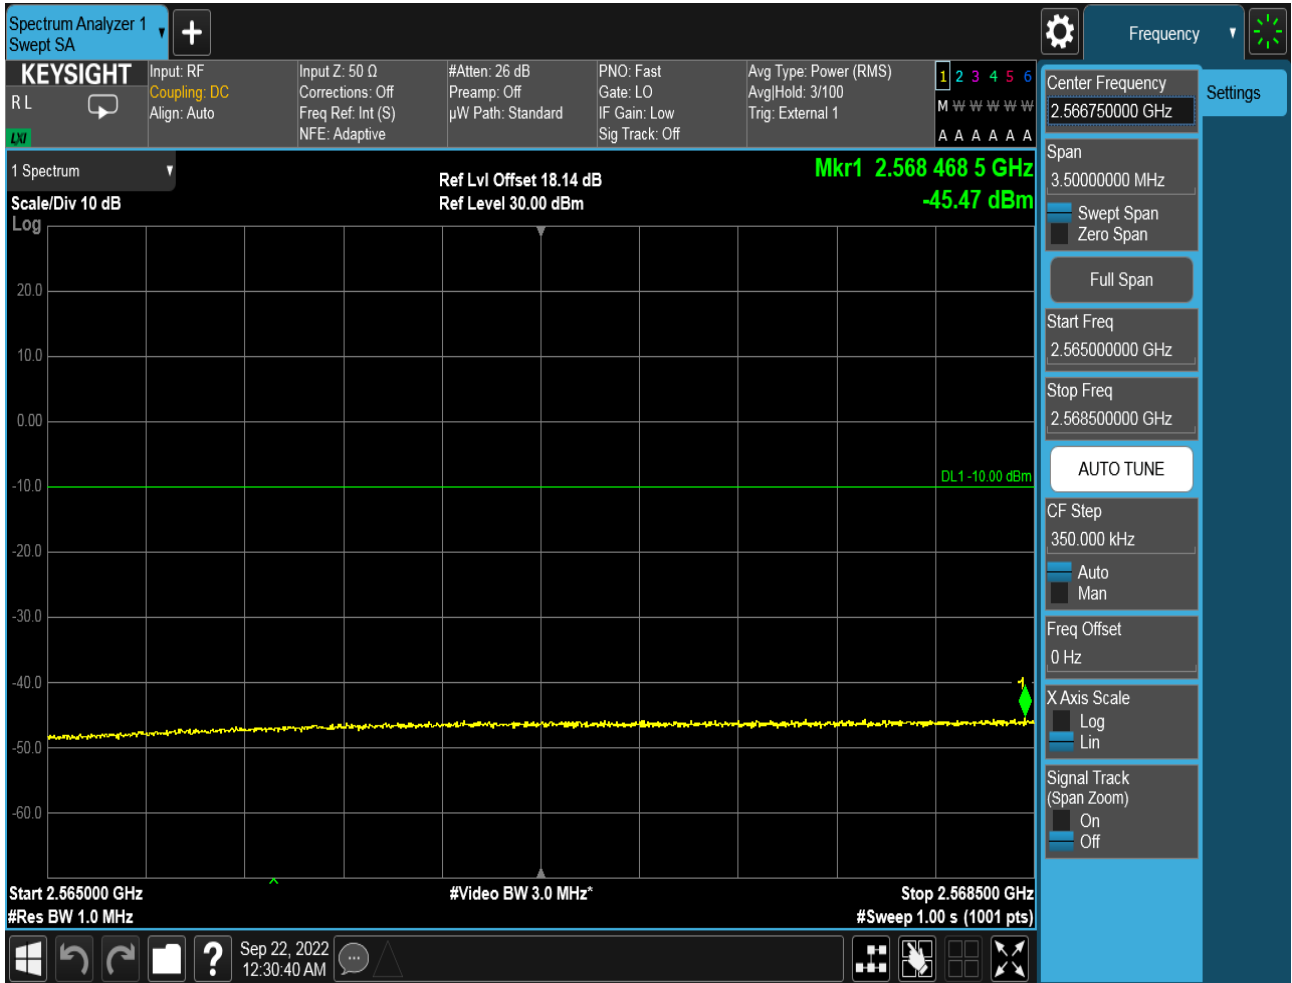 Spectrum Analyzer 1
Swept SA
Frequency
KEYSIGHT
R L
LXI
Input: RF
Coupling: DC
Align: Auto
Input Z: 50 Ω
Corrections: Off
Freq Ref: Int (S)
NFE: Adaptive
#Atten: 26 dB
Preamp: Off
µW Path: Standard
PNO: Fast
Gate: LO
IF Gain: Low
Sig Track: Off
Avg Type: Power (RMS)
Avg|Hold: 3/100
Trig: External 1
1 2 3 4 5 6
M W W W W W
A A A A A A
1 Spectrum
Scale/Div 10 dB
Log
Ref Lvl Offset 18.14 dB
Ref Level 30.00 dBm
Mkr1 2.568 468 5 GHz
-45.47 dBm
20.0
10.0
0.00
-10.0
-20.0
-30.0
-40.0
-50.0
-60.0
DL1 -10.00 dBm
1
Start 2.565000 GHz
#Res BW 1.0 MHz
#Video BW 3.0 MHz*
Stop 2.568500 GHz
#Sweep 1.00 s (1001 pts)
Center Frequency
2.566750000 GHz
Settings
Span
3.50000000 MHz
Swept Span
Zero Span
Full Span
Start Freq
2.565000000 GHz
Stop Freq
2.568500000 GHz
AUTO TUNE
CF Step
350.000 kHz
Auto
Man
Freq Offset
0 Hz
X Axis Scale
Log
Lin
Signal Track
(Span Zoom)
On
Off
?
Sep 22, 2022
12:30:40 AM